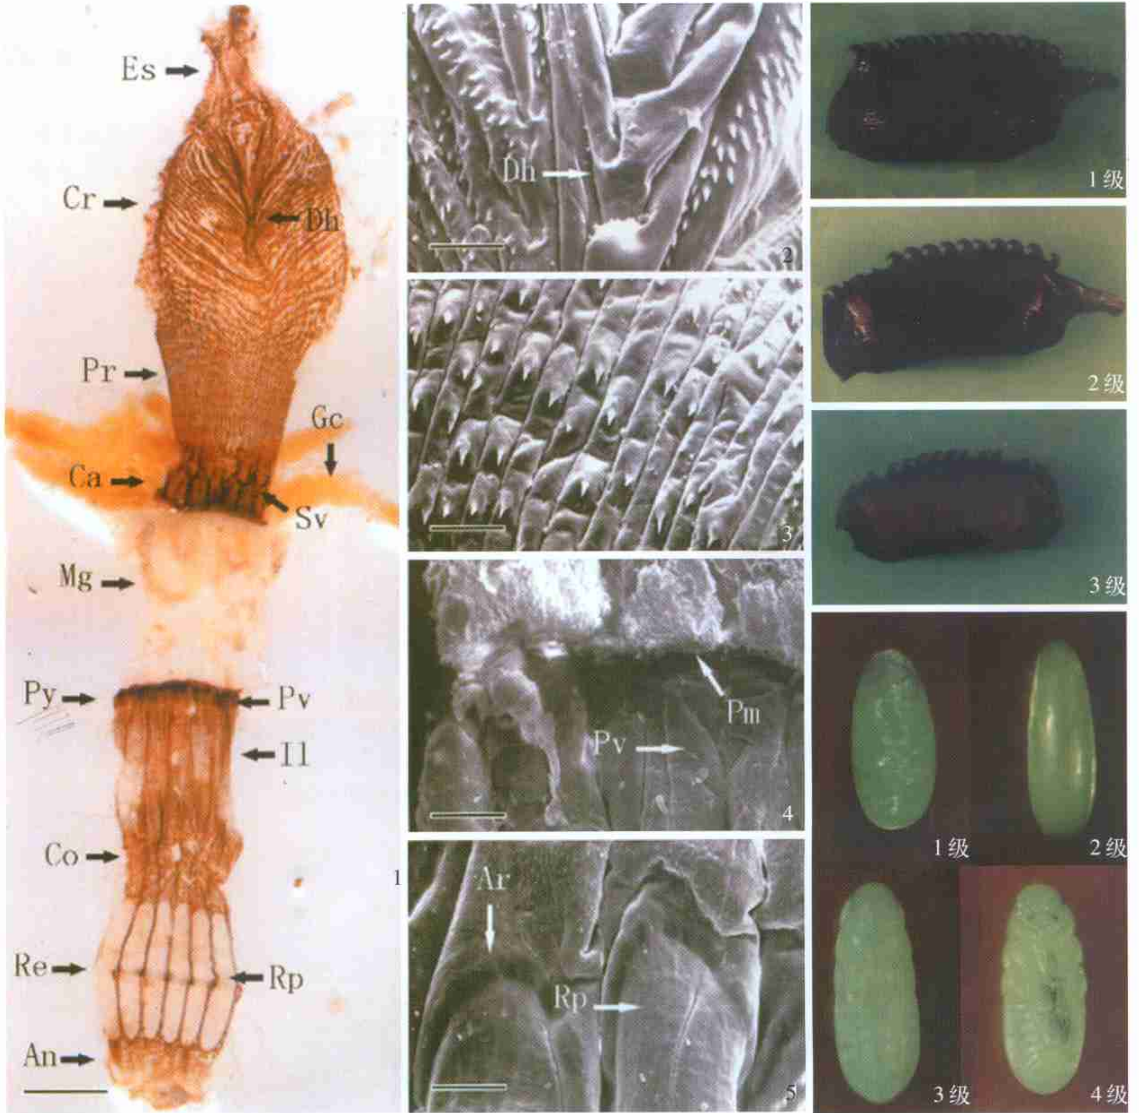 Es
Cr
Dh
Pr
Gc
Ca
Sv
Mg
Py
Pv
Il
Co
1
Re
Rp
An
Dh
2
3
Pm
Pv
4
Ar
Rp
5
1级
2级
3级
1级
2级
3级
4级